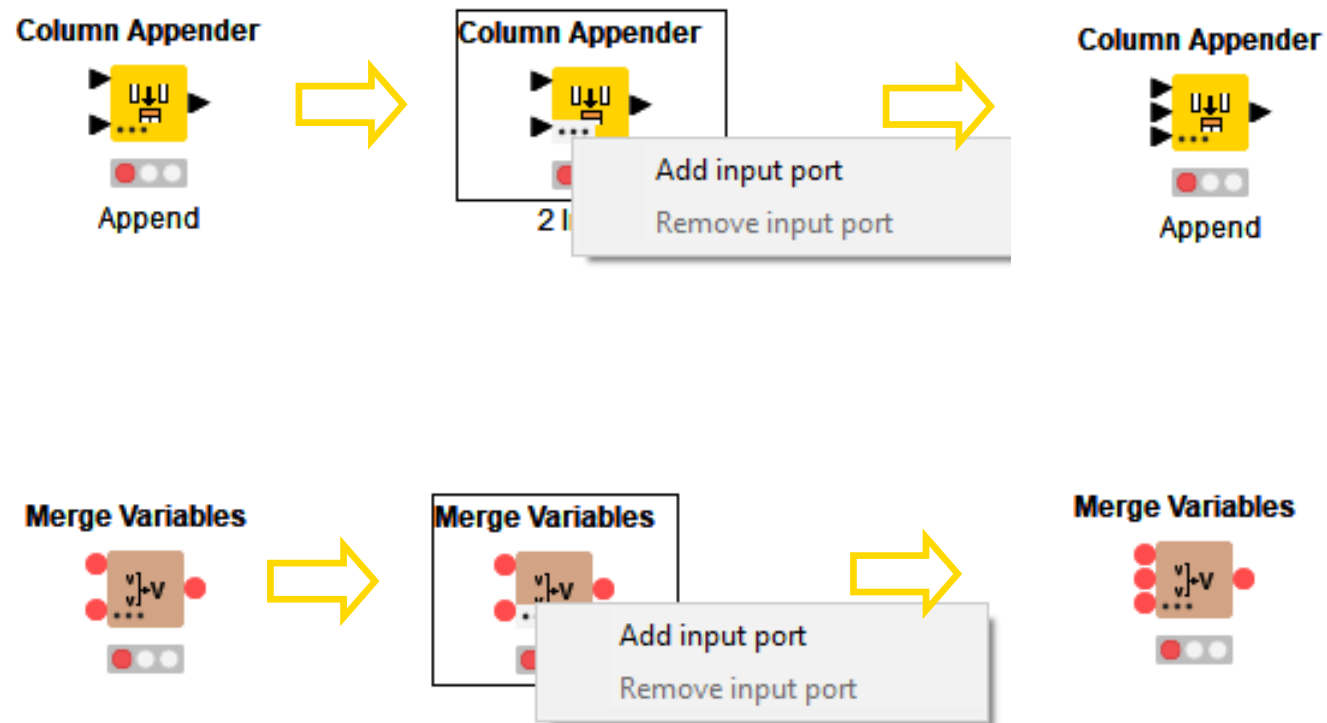 Column Appender
Column Appender
Column Appender
Add input port
Remove input port
Append
2 I
Append
Merge Variables
Merge Variables
Merge Variables
V
V
V
V
V
V
V
V
V
Add input port
Remove input port